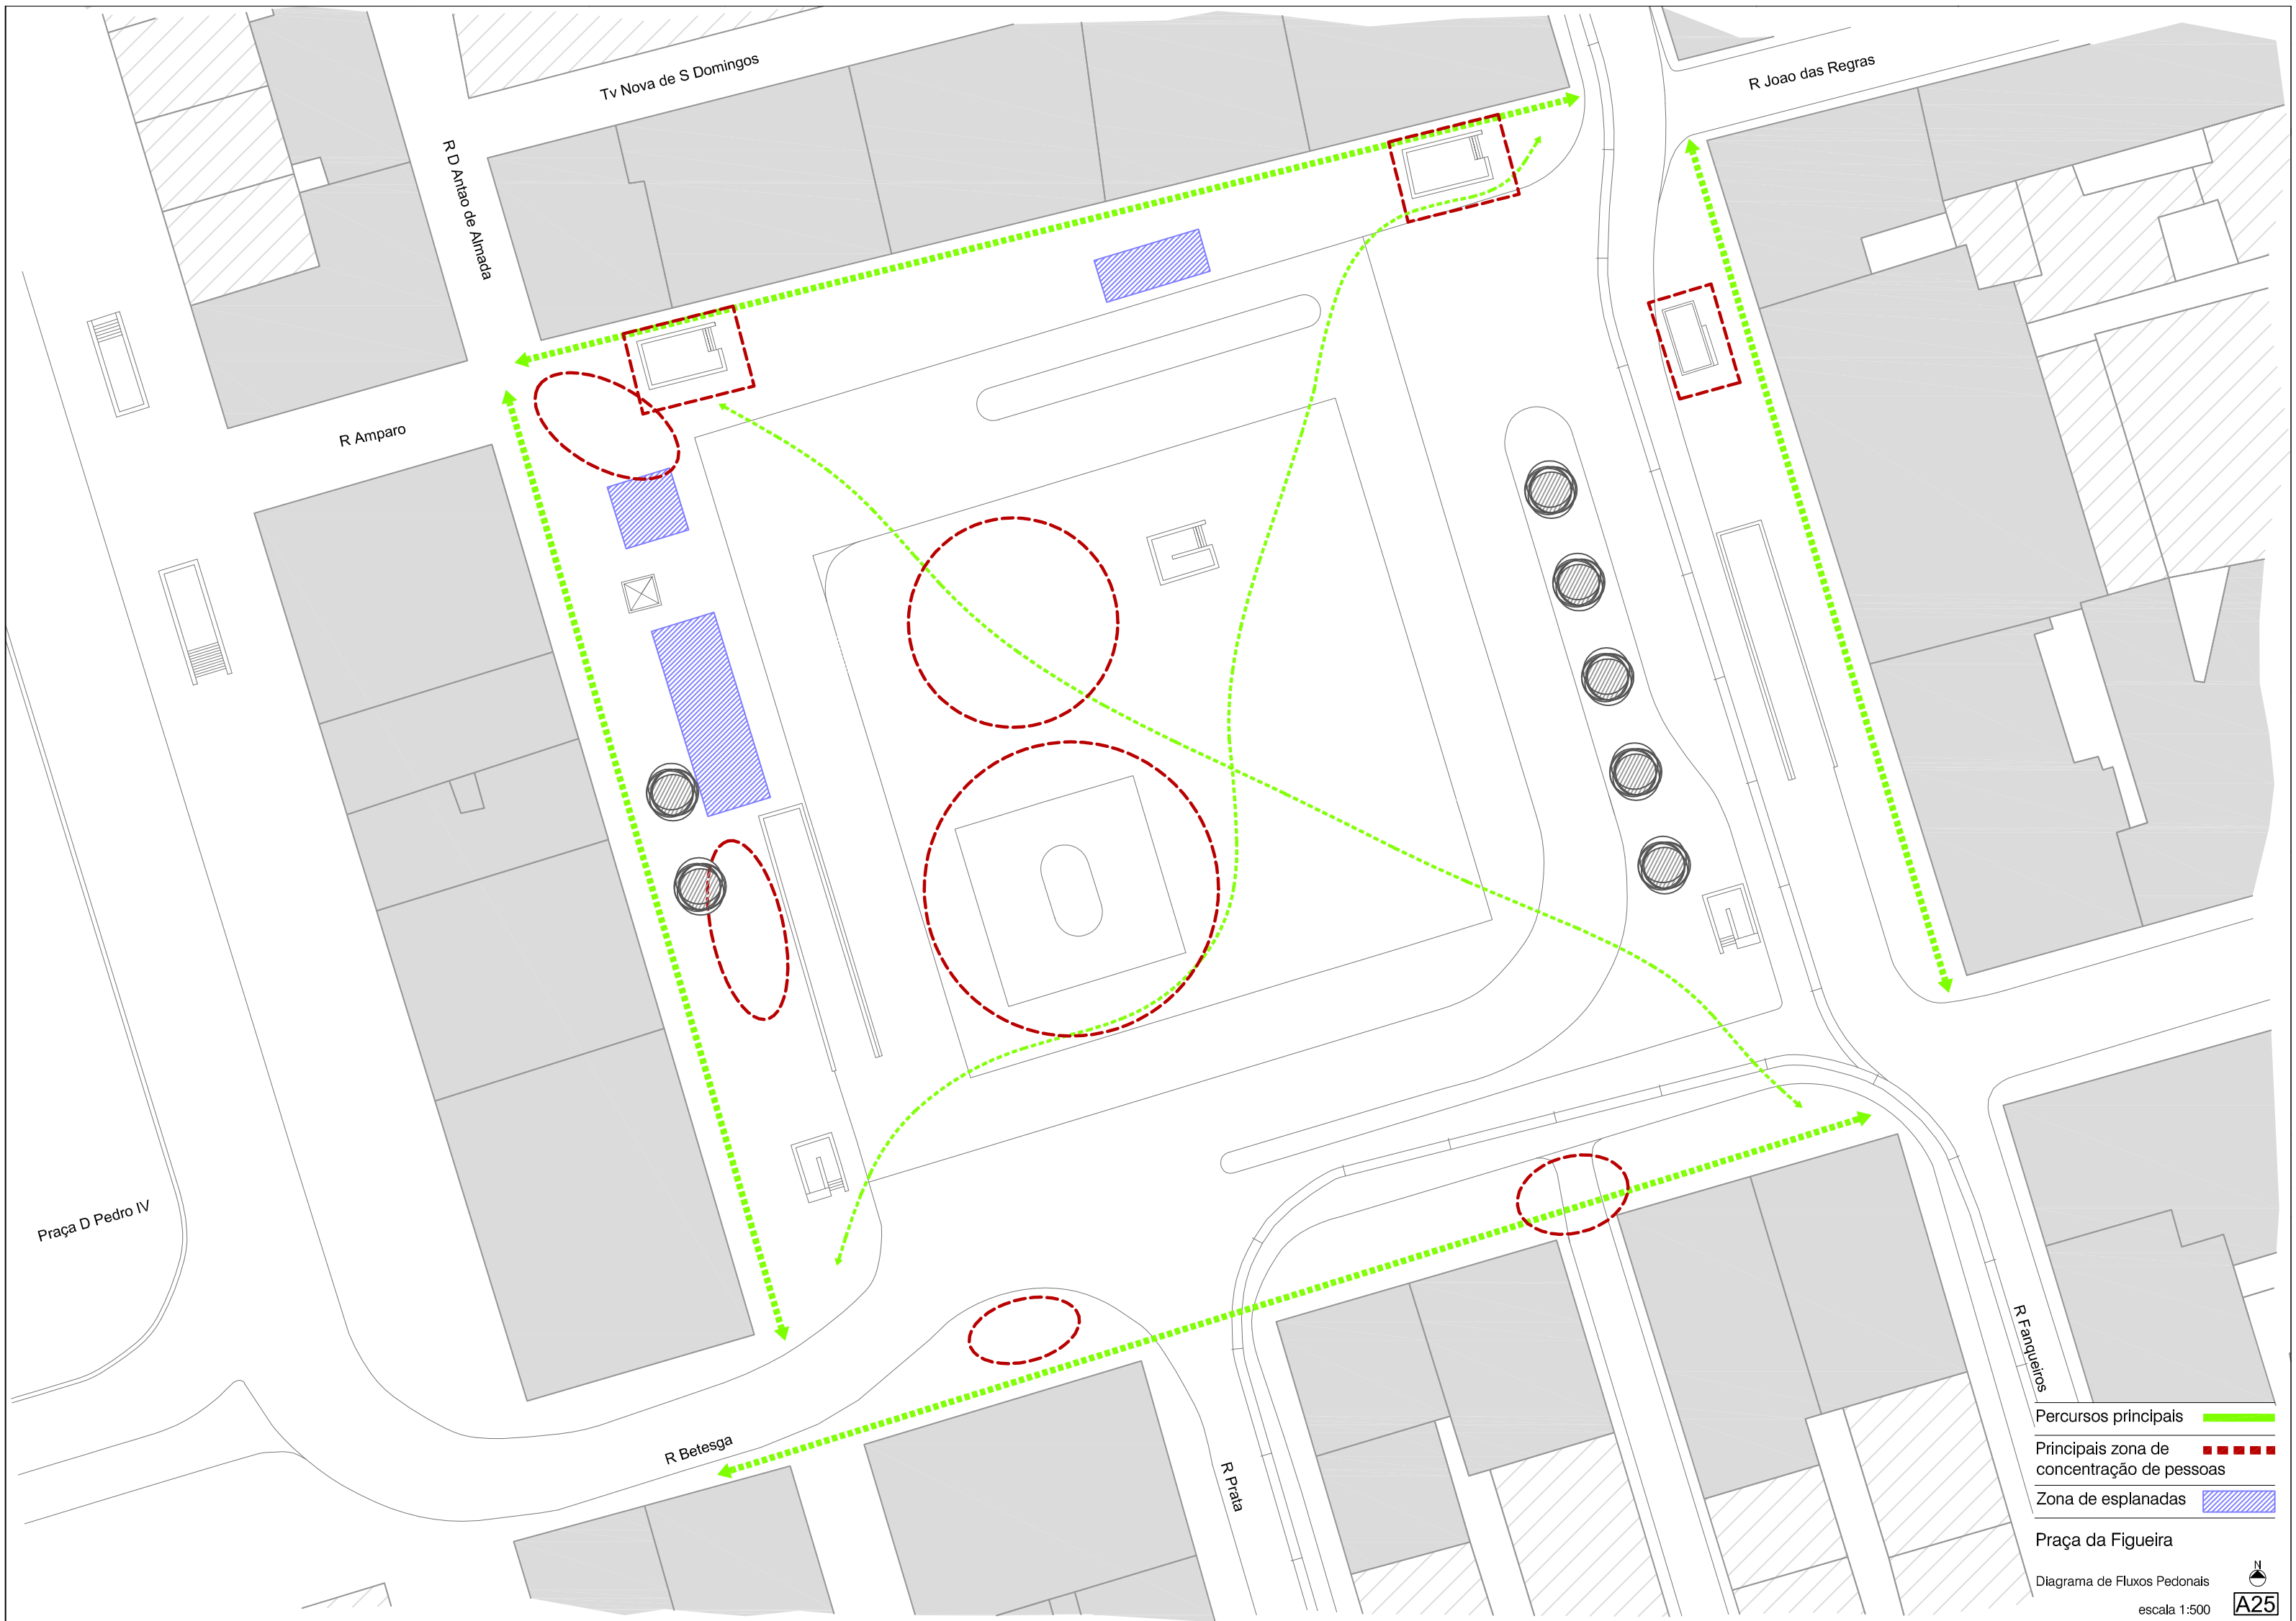 Tv Nova de S Domingos
R Joao das Regras
R D Antao de Almada
R Amparo
Praça D Pedro IV
R Betesga
R Prata
R Fanqueiros
Percursos principais
Principais zona de
concentração de pessoas
Zona de esplanadas
Praça da Figueira
N
Diagrama de Fluxos Pedonais
escala 1:500
A25